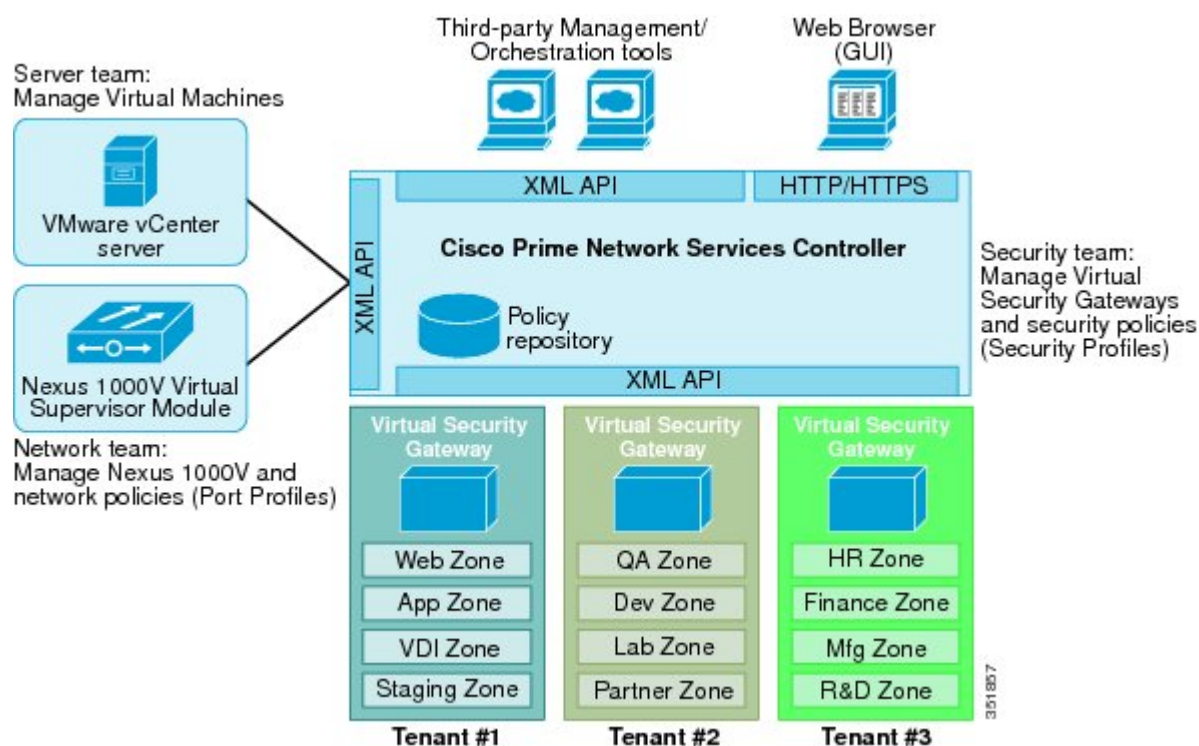 Third-party Management/
Orchestration tools
Web Browser
(GUI)
Server team:
Manage Virtual Machines
VMware vCenter
server
Nexus 1000V Virtual
Supervisor Module
Network team:
Manage Nexus 1000V and
network policies (Port Profiles)
XML API
HTTP/HTTPS
XML API
Cisco Prime Network Services Controller
Policy
repository
XML API
Security team:
Manage Virtual
Security Gateways
and security policies
(Security Profiles)
Virtual Security
Gateway
Web Zone
App Zone
VDI Zone
Staging Zone
Tenant #1
Virtual Security
Gateway
QA Zone
Dev Zone
Lab Zone
Partner Zone
Tenant #2
Virtual Security
Gateway
HR Zone
Finance Zone
Mfg Zone
R&D Zone
Tenant #3
351857